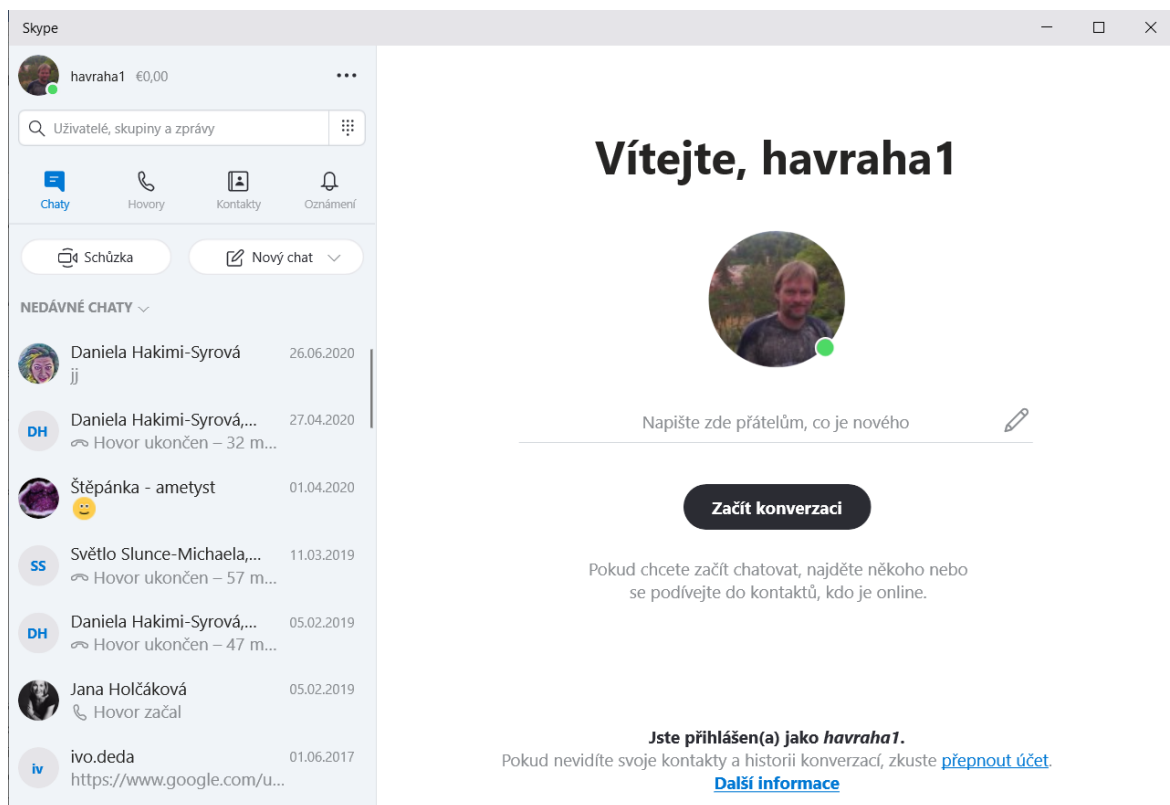 Skype
havraha1 €0,00
Uživatelé, skupiny a zprávy
Chaty Hovory Kontakty Oznámení
Schůzka Nový chat
NEDÁVNÉ CHATY
Daniela Hakimi-Syrová 26.06.2020
jj
DH Daniela Hakimi-Syrová,... 27.04.2020
Hovor ukončen – 32 m...
Štěpánka - ametyst 01.04.2020
SS Světlo Slunce-Michaela,... 11.03.2019
Hovor ukončen – 57 m...
DH Daniela Hakimi-Syrová,... 05.02.2019
Hovor ukončen – 47 m...
Jana Holčáková 05.02.2019
Hovor začal
iv ivo.deda 01.06.2017
https://www.google.com/u...
Vítejte, havraha1
Napište zde přátelům, co je nového
Začít konverzaci
Pokud chcete začít chatovat, najděte někoho nebo
se podívejte do kontaktů, kdo je online.
Jste přihlášen(a) jako havraha1.
Pokud nevidíte svoje kontakty a historii konverzací, zkuste přepnout účet.
Další informace